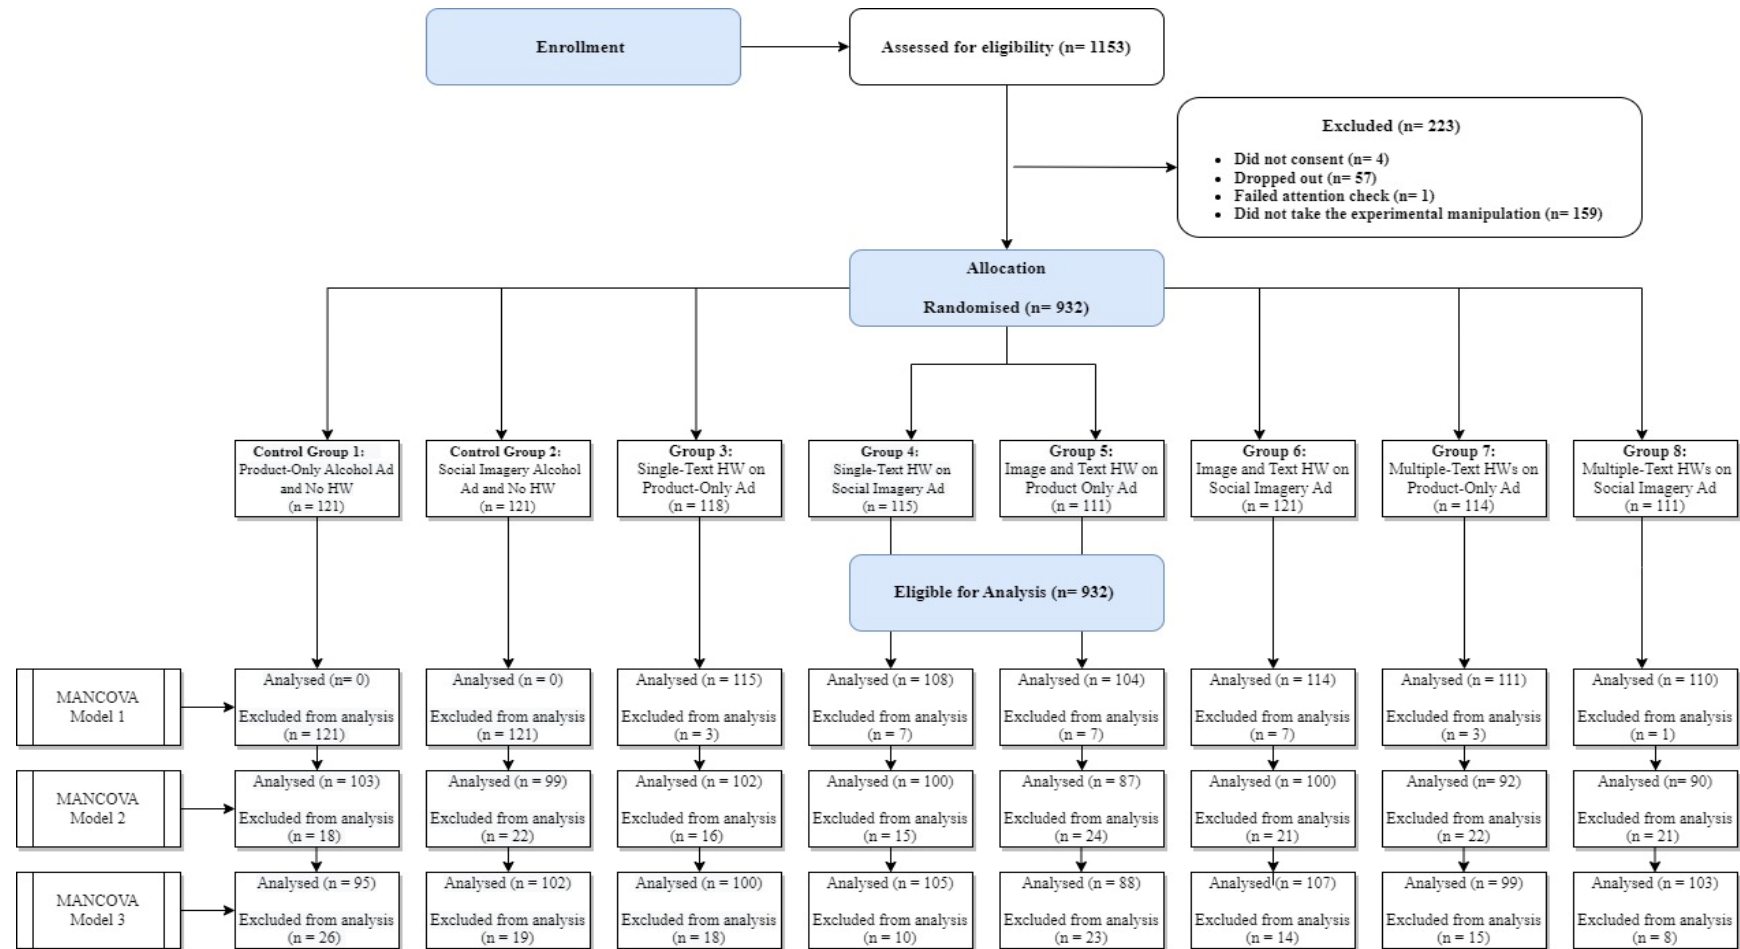 Enrollment
Assessed for eligibility (n= 1153)
Excluded (n= 223)
• Did not consent (n= 4)
• Dropped out (n= 57)
• Failed attention check (n= 1)
• Did not take the experimental manipulation (n= 159)
Allocation
Randomised (n= 932)
Control Group 1:
Product-Only Alcohol Ad
and No HW
(n = 121)
Control Group 2:
Social Imagery Alcohol
Ad and No HW
(n = 121)
Group 3:
Single-Text HW on
Product-Only Ad
(n = 118)
Group 4:
Single-Text HW on
Social Imagery Ad
(n = 115)
Group 5:
Image and Text HW on
Product Only Ad
(n = 111)
Group 6:
Image and Text HW on
Social Imagery Ad
(n = 121)
Group 7:
Multiple-Text HWs on
Product-Only Ad
(n = 114)
Group 8:
Multiple-Text HWs on
Social Imagery Ad
(n = 111)
Eligible for Analysis (n= 932)
MANCOVA
Model 1
Analysed (n= 0)
Excluded from analysis
(n = 121)
Analysed (n = 0)
Excluded from analysis
(n = 121)
Analysed (n = 115)
Excluded from analysis
(n = 3)
Analysed (n = 108)
Excluded from analysis
(n = 7)
Analysed (n = 104)
Excluded from analysis
(n = 7)
Analysed (n = 114)
Excluded from analysis
(n = 7)
Analysed (n = 111)
Excluded from analysis
(n = 3)
Analysed (n = 110)
Excluded from analysis
(n = 1)
MANCOVA
Model 2
Analysed (n = 103)
Excluded from analysis
(n = 18)
Analysed (n = 99)
Excluded from analysis
(n = 22)
Analysed (n = 102)
Excluded from analysis
(n = 16)
Analysed (n = 100)
Excluded from analysis
(n = 15)
Analysed (n = 87)
Excluded from analysis
(n = 24)
Analysed (n = 100)
Excluded from analysis
(n = 21)
Analysed (n= 92)
Excluded from analysis
(n = 22)
Analysed (n= 90)
Excluded from analysis
(n = 21)
MANCOVA
Model 3
Analysed (n = 95)
Excluded from analysis
(n = 26)
Analysed (n = 102)
Excluded from analysis
(n = 19)
Analysed (n = 100)
Excluded from analysis
(n = 18)
Analysed (n = 105)
Excluded from analysis
(n = 10)
Analysed (n = 88)
Excluded from analysis
(n = 23)
Analysed (n = 107)
Excluded from analysis
(n = 14)
Analysed (n = 99)
Excluded from analysis
(n = 15)
Analysed (n = 103)
Excluded from analysis
(n = 8)